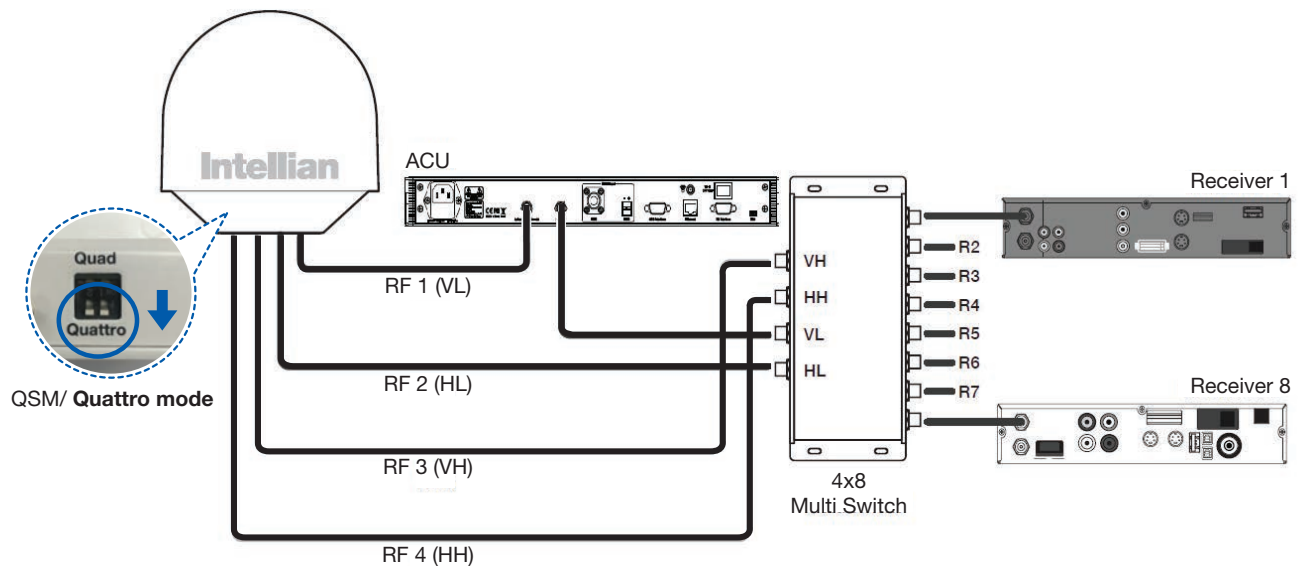 Intellian
ACU
Receiver 1
Quad
Quattro
QSM/ Quattro mode
RF 1 (VL)
RF 2 (HL)
RF 3 (VH)
RF 4 (HH)
VH
HH
VL
HL
R2
R3
R4
R5
R6
R7
4x8
Multi Switch
Receiver 8